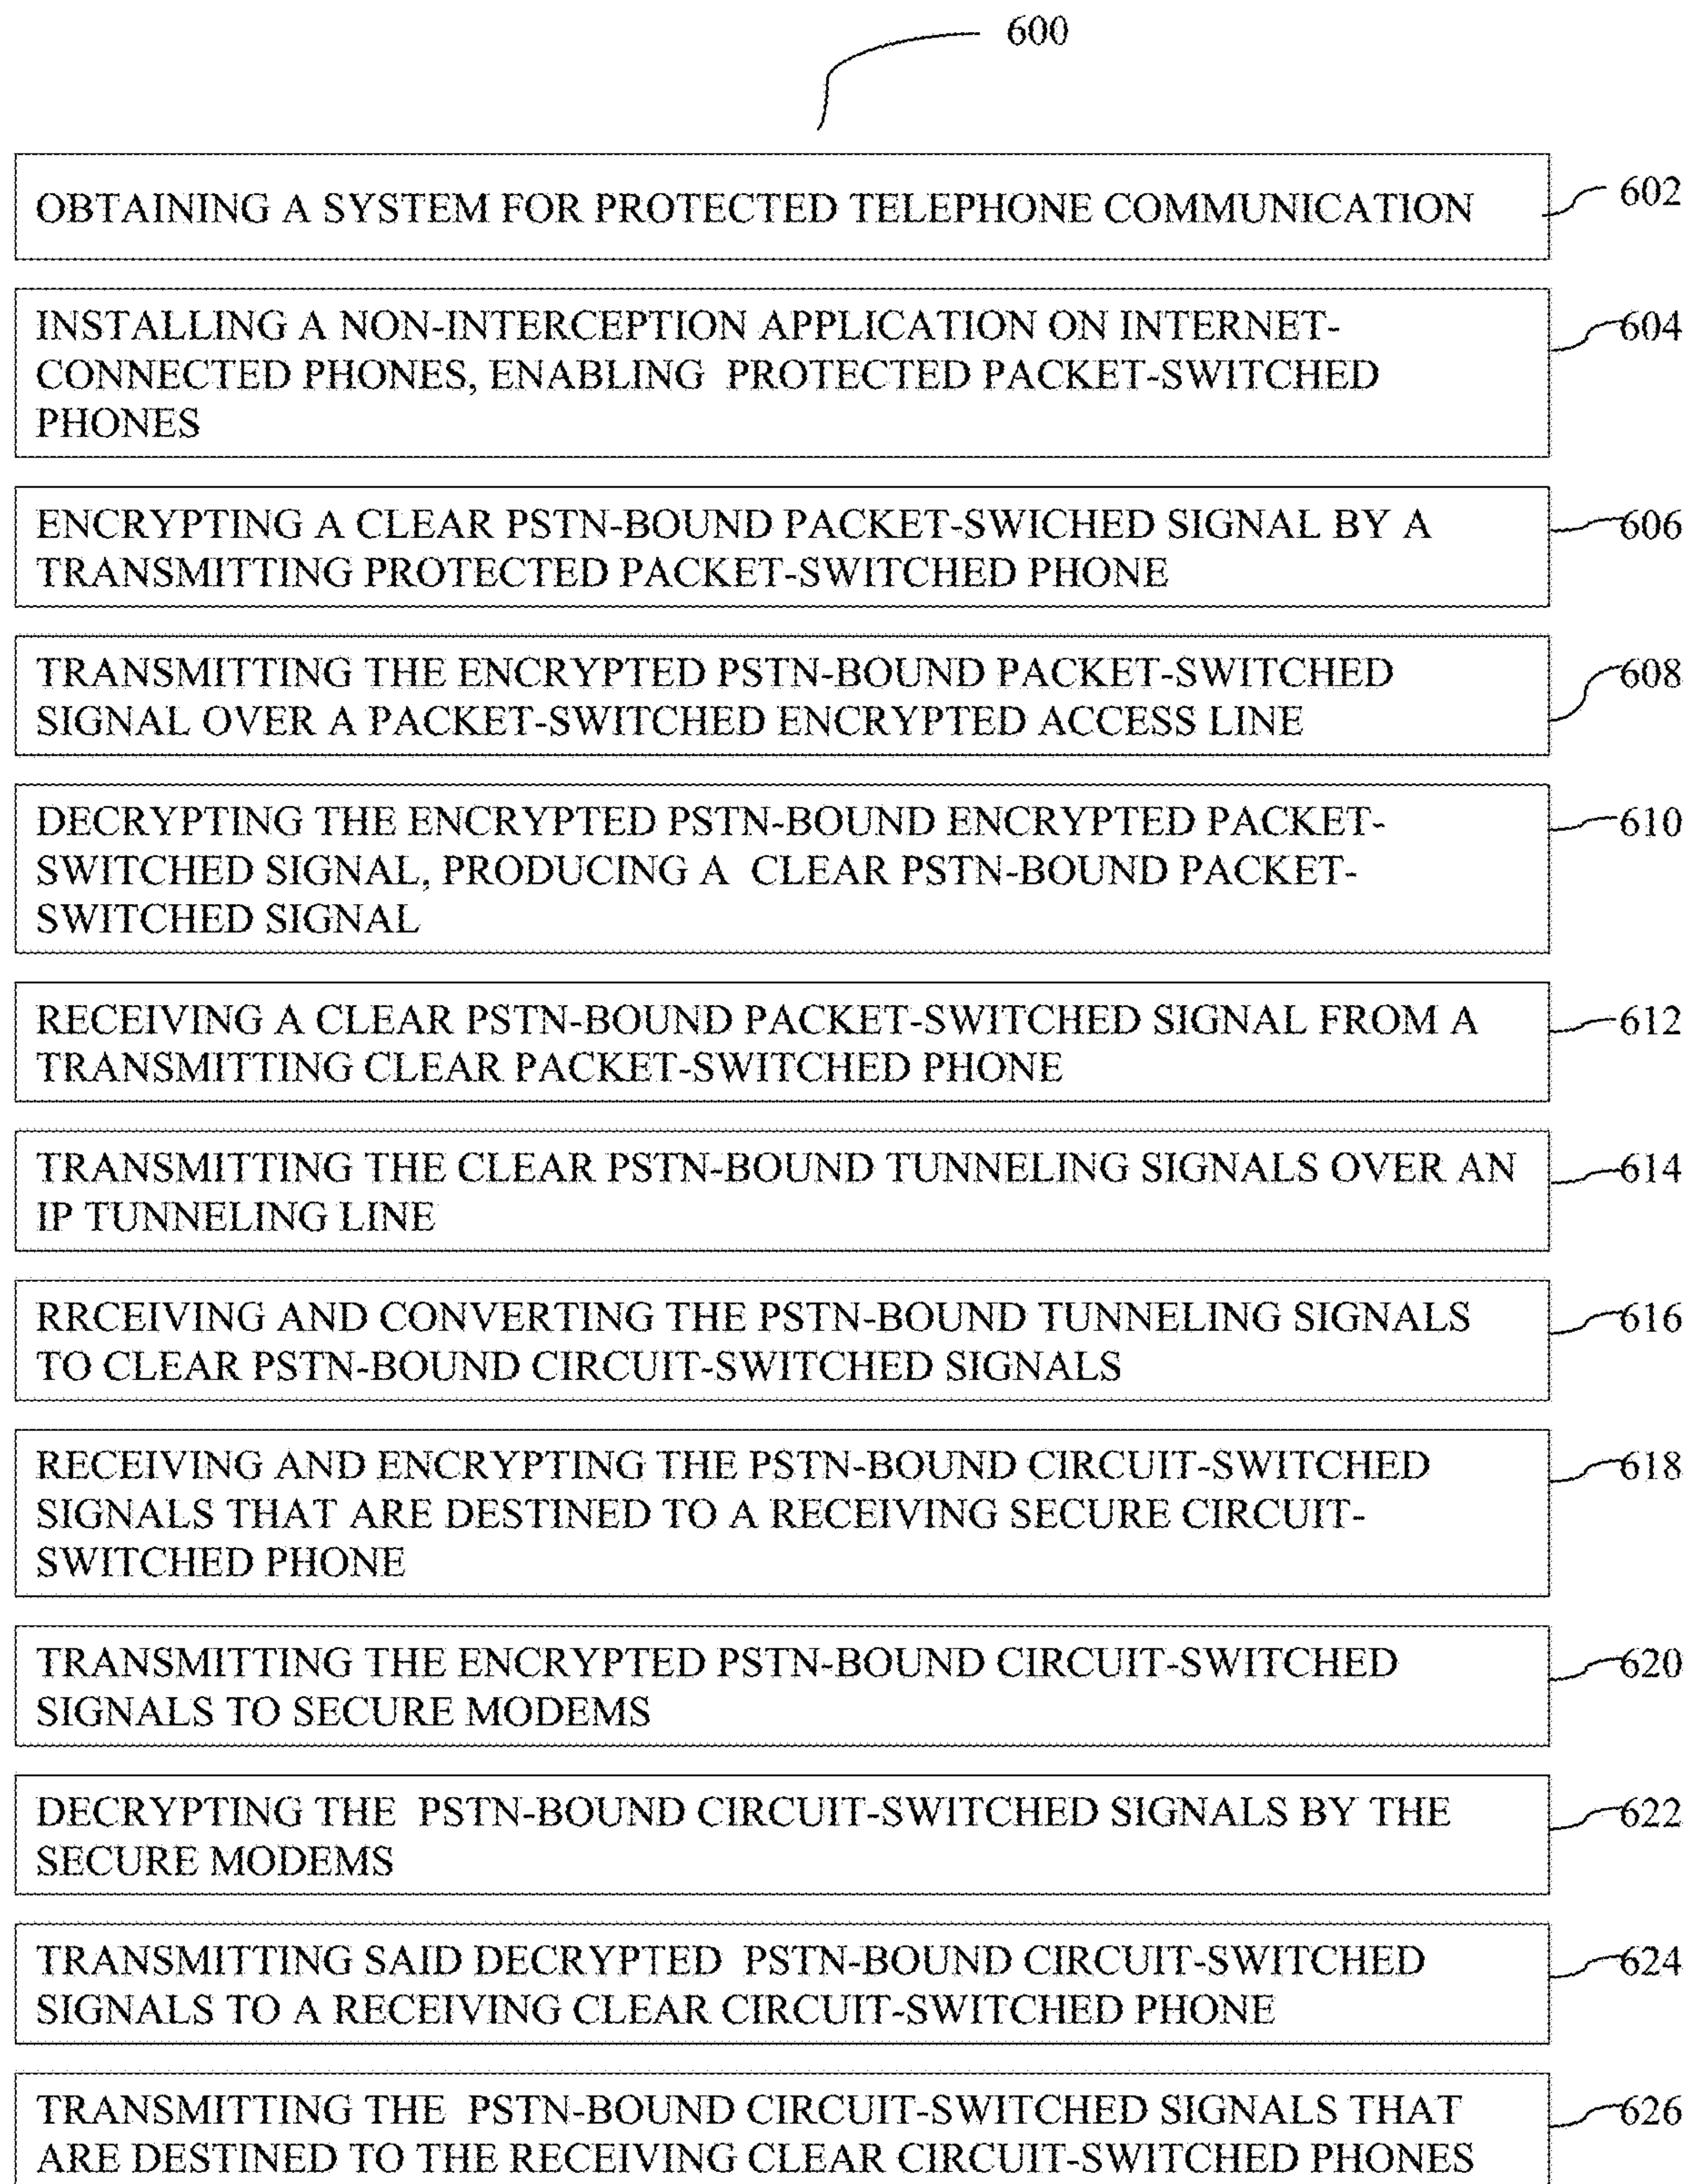 600
OBTAINING A SYSTEM FOR PROTECTED TELEPHONE COMMUNICATION
602
INSTALLING A NON-INTERCEPTION APPLICATION ON INTERNET-
CONNECTED PHONES, ENABLING PROTECTED PACKET-SWITCHED
PHONES
604
ENCRYPTING A CLEAR PSTN-BOUND PACKET-SWICHED SIGNAL BY A
TRANSMITTING PROTECTED PACKET-SWITCHED PHONE
606
TRANSMITTING THE ENCRYPTED PSTN-BOUND PACKET-SWITCHED
SIGNAL OVER A PACKET-SWITCHED ENCRYPTED ACCESS LINE
608
DECRYPTING THE ENCRYPTED PSTN-BOUND ENCRYPTED PACKET-
SWITCHED SIGNAL, PRODUCING A CLEAR PSTN-BOUND PACKET-
SWITCHED SIGNAL
610
RECEIVING A CLEAR PSTN-BOUND PACKET-SWITCHED SIGNAL FROM A
TRANSMITTING CLEAR PACKET-SWITCHED PHONE
612
TRANSMITTING THE CLEAR PSTN-BOUND TUNNELING SIGNALS OVER AN
IP TUNNELING LINE
614
RRCEIVING AND CONVERTING THE PSTN-BOUND TUNNELING SIGNALS
TO CLEAR PSTN-BOUND CIRCUIT-SWITCHED SIGNALS
616
RECEIVING AND ENCRYPTING THE PSTN-BOUND CIRCUIT-SWITCHED
SIGNALS THAT ARE DESTINED TO A RECEIVING SECURE CIRCUIT-
SWITCHED PHONE
618
TRANSMITTING THE ENCRYPTED PSTN-BOUND CIRCUIT-SWITCHED
SIGNALS TO SECURE MODEMS
620
DECRYPTING THE PSTN-BOUND CIRCUIT-SWITCHED SIGNALS BY THE
SECURE MODEMS
622
TRANSMITTING SAID DECRYPTED PSTN-BOUND CIRCUIT-SWITCHED
SIGNALS TO A RECEIVING CLEAR CIRCUIT-SWITCHED PHONE
624
TRANSMITTING THE PSTN-BOUND CIRCUIT-SWITCHED SIGNALS THAT
ARE DESTINED TO THE RECEIVING CLEAR CIRCUIT-SWITCHED PHONES
626